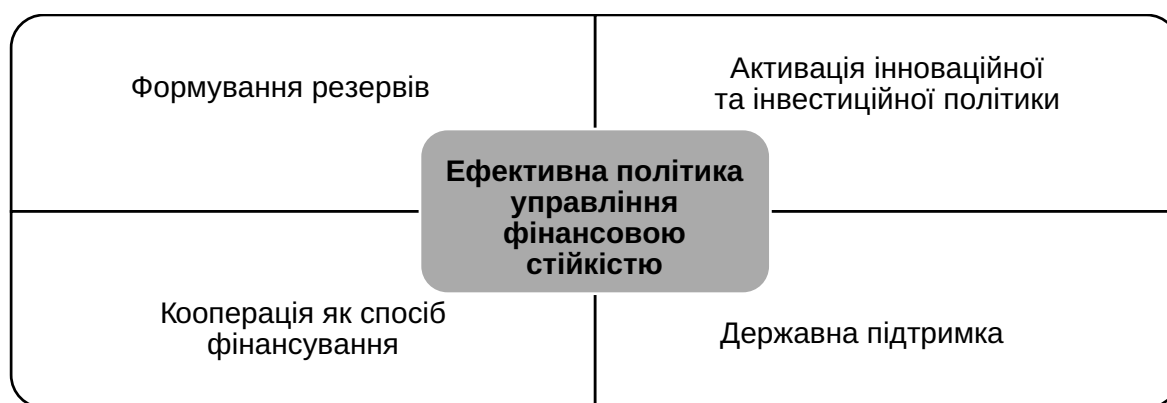 Формування резервів
Активація інноваційної
та інвестиційної політики
Ефективна політика
управління
фінансовою
стійкістю
Кооперація як спосіб
фінансування
Державна підтримка